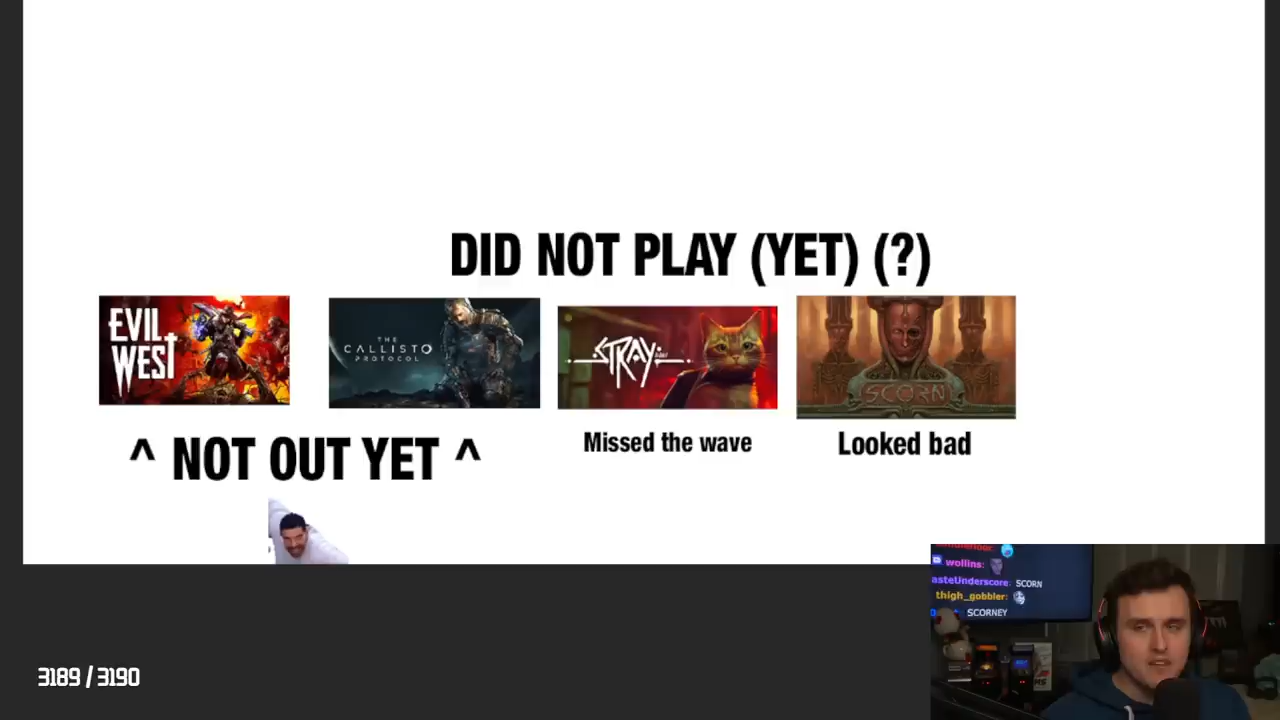 DID NOT PLAY (YET) (?)
EVIL
WEST
THE
CALLISTO
PROTOCOL
STRAY
SCORN
^ NOT OUT YET ^
Missed the wave
Looked bad
wollins:
asteUnderscore: SCORN
thigh_gobbler:
SCORNEY
3189 / 3190